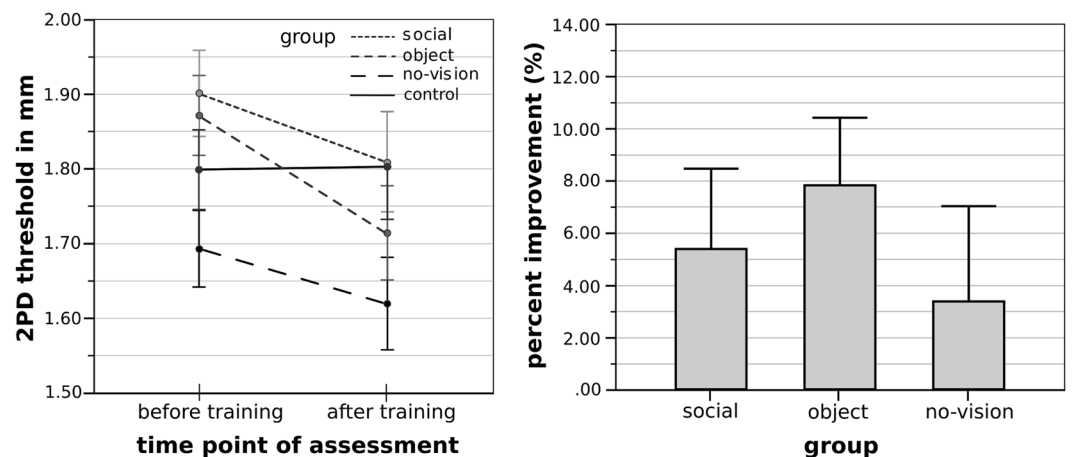 2.00
1.90
1.80
1.70
1.60
1.50
2PD threshold in mm
group
social
object
no-vision
control
before training
after training
time point of assessment
14.00
12.00
10.00
8.00
6.00
4.00
2.00
.00
percent improvement (%)
social
object
no-vision
group